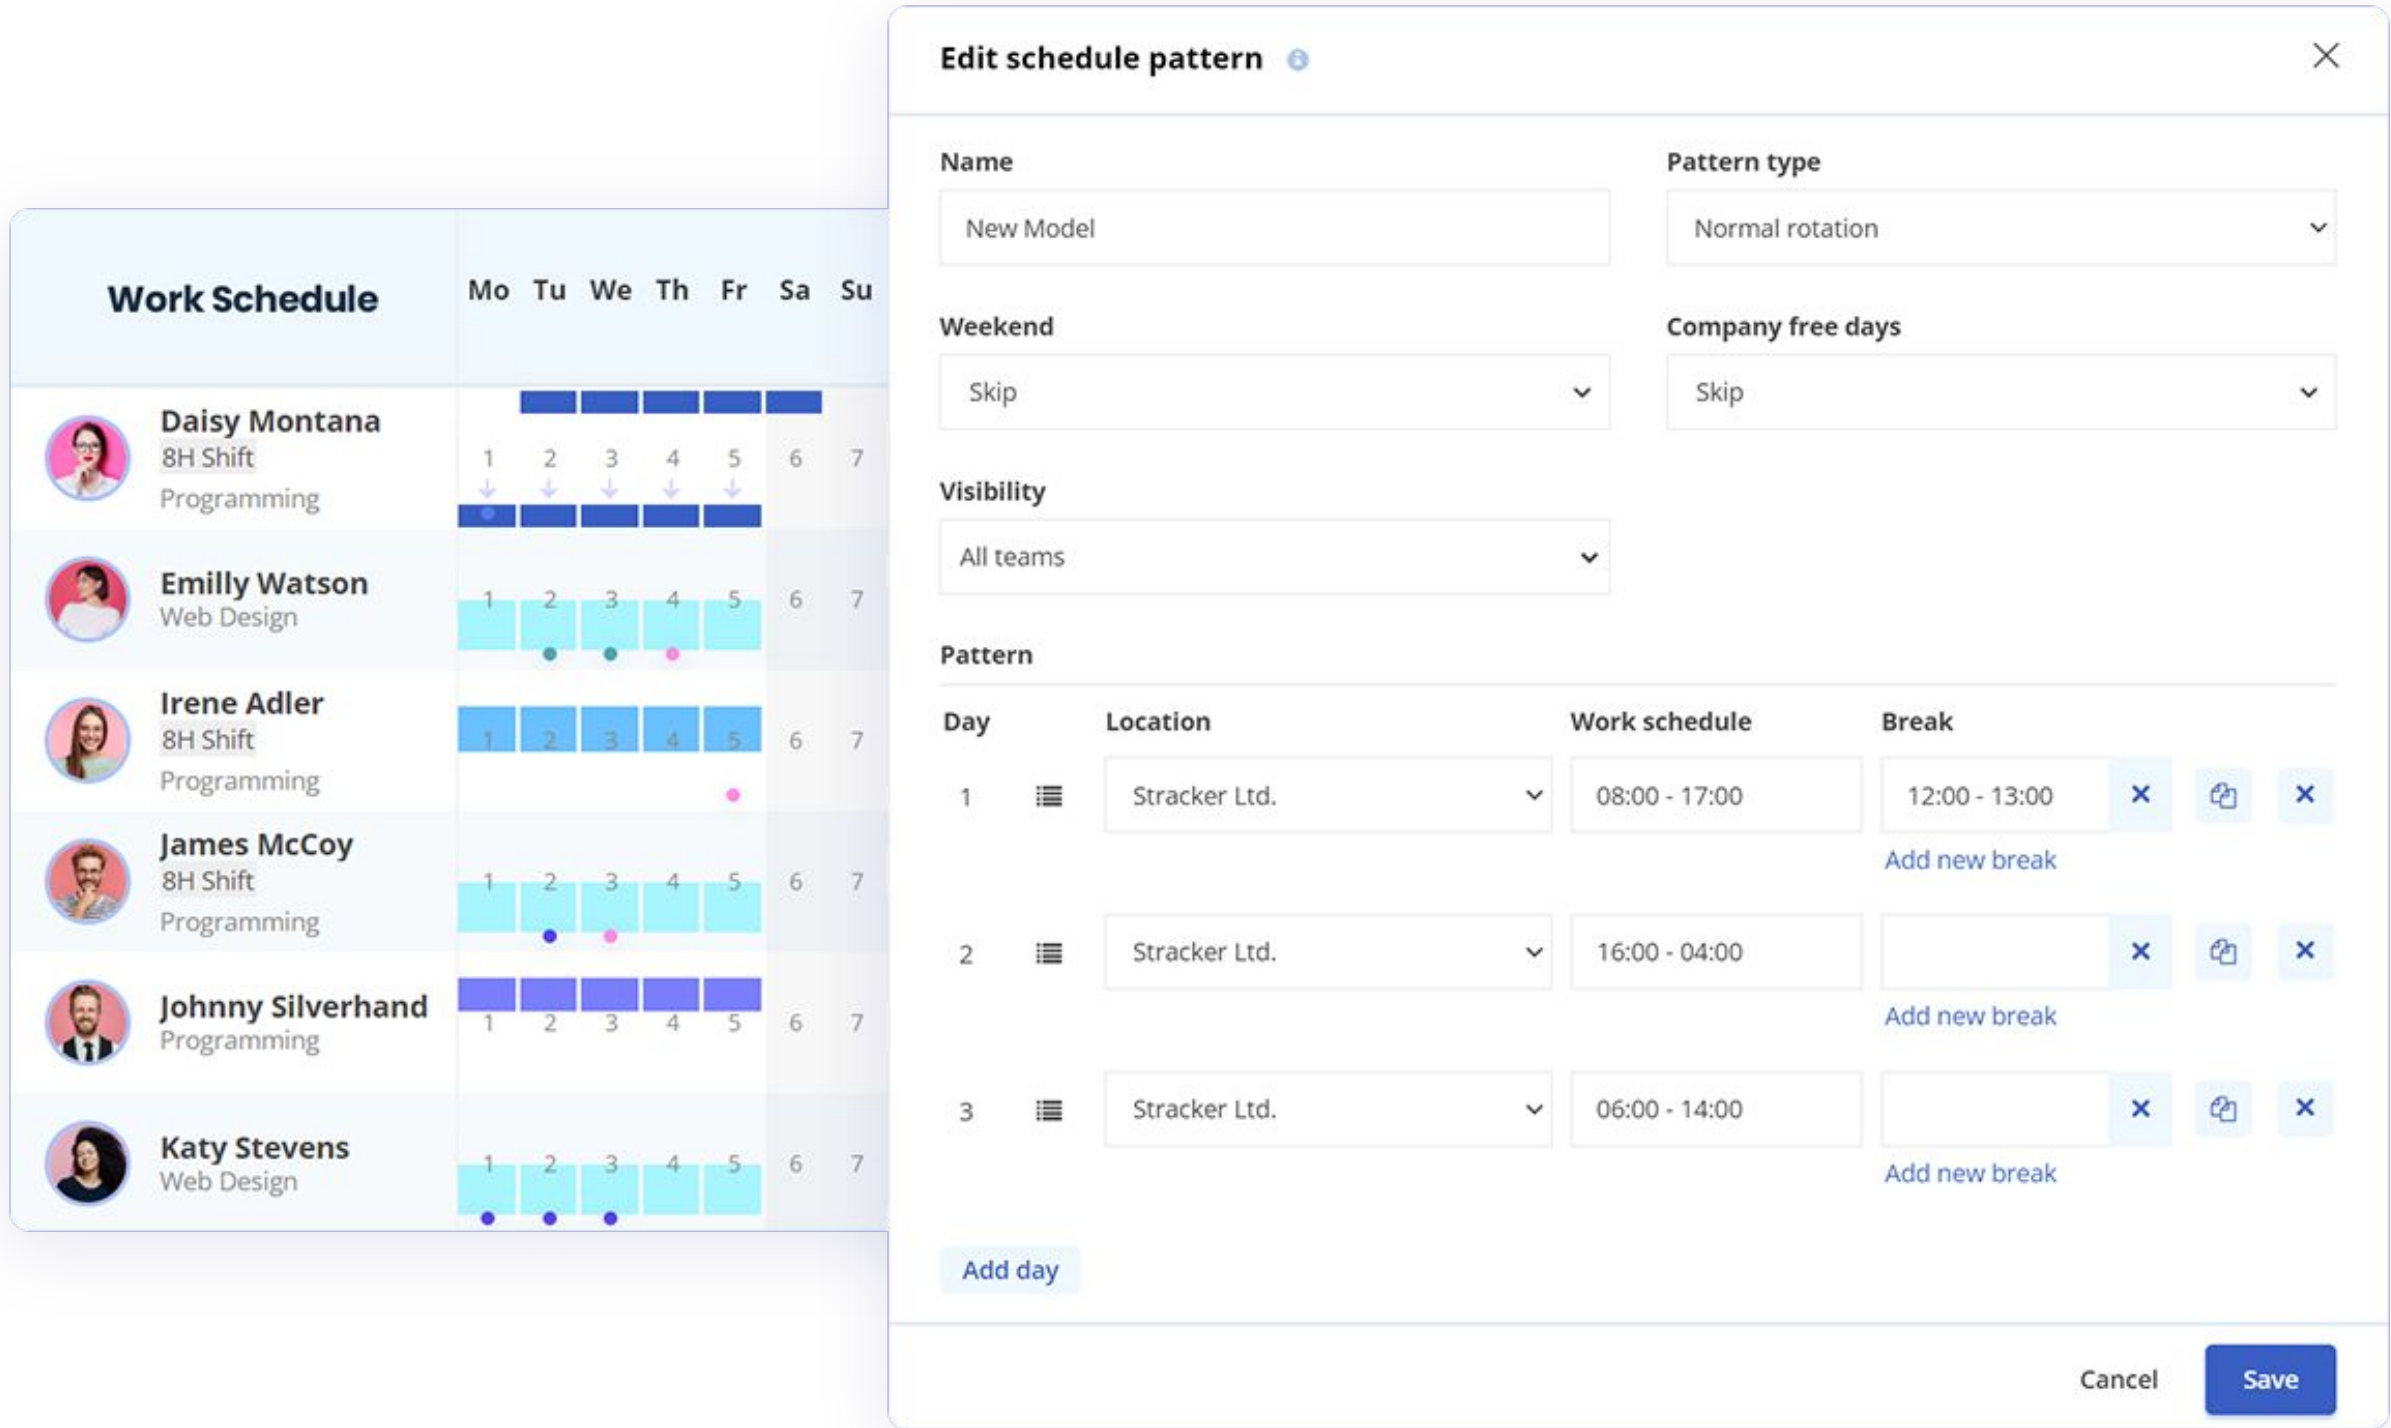 Work Schedule
Mo Tu We Th Fr Sa Su
Daisy Montana
8H Shift
Programming
1 2 3 4 5 6 7
Emilly Watson
Web Design
1 2 3 4 5 6 7
Irene Adler
8H Shift
Programming
1 2 3 4 5 6 7
James McCoy
8H Shift
Programming
1 2 3 4 5 6 7
Johnny Silverhand
Programming
1 2 3 4 5 6 7
Katy Stevens
Web Design
1 2 3 4 5 6 7
Edit schedule pattern
Name Pattern type
New Model Normal rotation
Weekend Company free days
Skip Skip
Visibility
All teams
Pattern
Day Location Work schedule Break
1 Stracker Ltd. 08:00 - 17:00 12:00 - 13:00
Add new break
2 Stracker Ltd. 16:00 - 04:00
Add new break
3 Stracker Ltd. 06:00 - 14:00
Add new break
Add day
Cancel Save